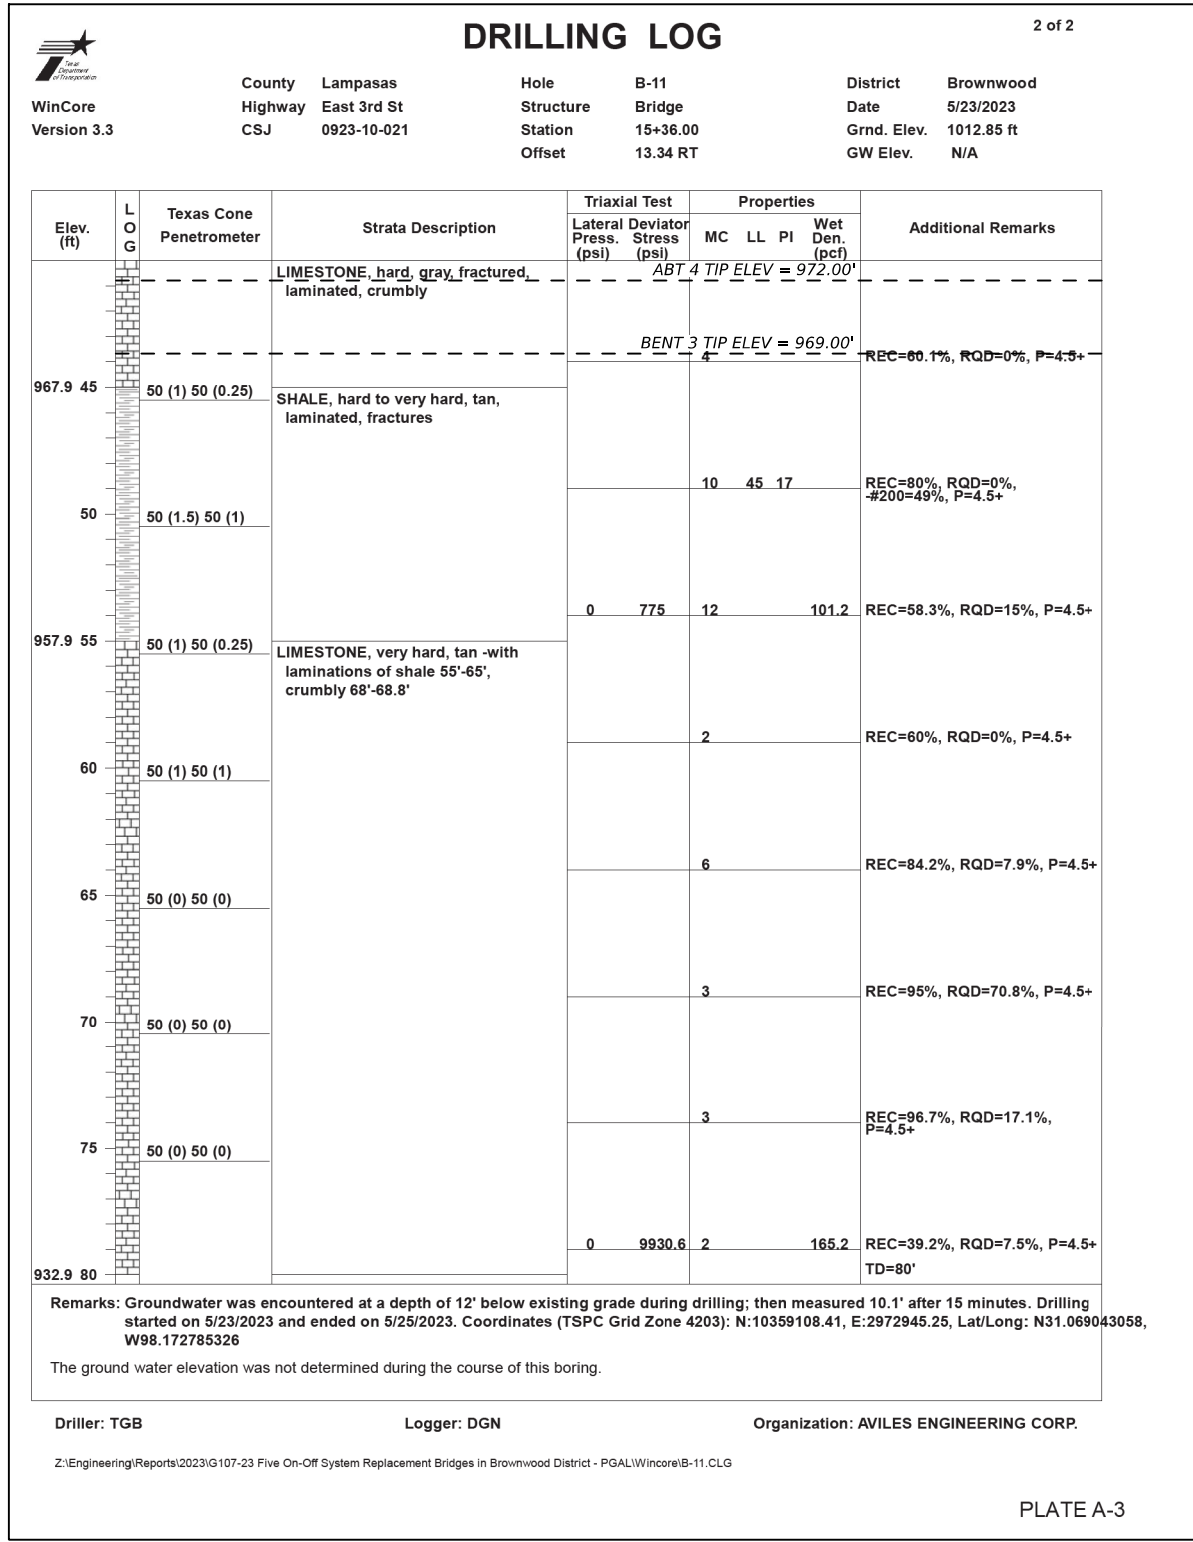 DRILLING LOG
2 of 2
Texas
Department
of Transportation
County Lampasas Hole B-11 District Brownwood
WinCore Highway East 3rd St Structure Bridge Date 5/23/2023
Version 3.3 CSJ 0923-10-021 Station 15+36.00 Grnd. Elev. 1012.85 ft
Offset 13.34 RT GW Elev. N/A
Elev. (ft)
LOG
Texas Cone Penetrometer
Strata Description
Triaxial Test
Lateral Press. (psi)
Deviator Stress (psi)
Properties
MC LL PI Wet Den. (pcf)
Additional Remarks
LIMESTONE, hard, gray, fractured,
laminated, crumbly
ABT 4 TIP ELEV = 972.00'
BENT 3 TIP ELEV = 969.00'
4 REC=60.1%, RQD=0%, P=4.5+
967.9 45 50 (1) 50 (0.25)
SHALE, hard to very hard, tan,
laminated, fractures
10 45 17 REC=80%, RQD=0%,
-#200=49%, P=4.5+
50 50 (1.5) 50 (1)
0 775 12 101.2 REC=58.3%, RQD=15%, P=4.5+
957.9 55 50 (1) 50 (0.25)
LIMESTONE, very hard, tan -with
laminations of shale 55'-65',
crumbly 68'-68.8'
2 REC=60%, RQD=0%, P=4.5+
60 50 (1) 50 (1)
6 REC=84.2%, RQD=7.9%, P=4.5+
65 50 (0) 50 (0)
3 REC=95%, RQD=70.8%, P=4.5+
70 50 (0) 50 (0)
3 REC=96.7%, RQD=17.1%,
P=4.5+
75 50 (0) 50 (0)
0 9930.6 2 165.2 REC=39.2%, RQD=7.5%, P=4.5+
932.9 80 TD=80'
Remarks: Groundwater was encountered at a depth of 12' below existing grade during drilling; then measured 10.1' after 15 minutes. Drilling
started on 5/23/2023 and ended on 5/25/2023. Coordinates (TSPC Grid Zone 4203): N:10359108.41, E:2972945.25, Lat/Long: N31.069043058,
W98.172785326
The ground water elevation was not determined during the course of this boring.
Driller: TGB Logger: DGN Organization: AVILES ENGINEERING CORP.
Z:\Engineering\Reports\2023\G107-23 Five On-Off System Replacement Bridges in Brownwood District - PGAL\Wincore\B-11.CLG
PLATE A-3